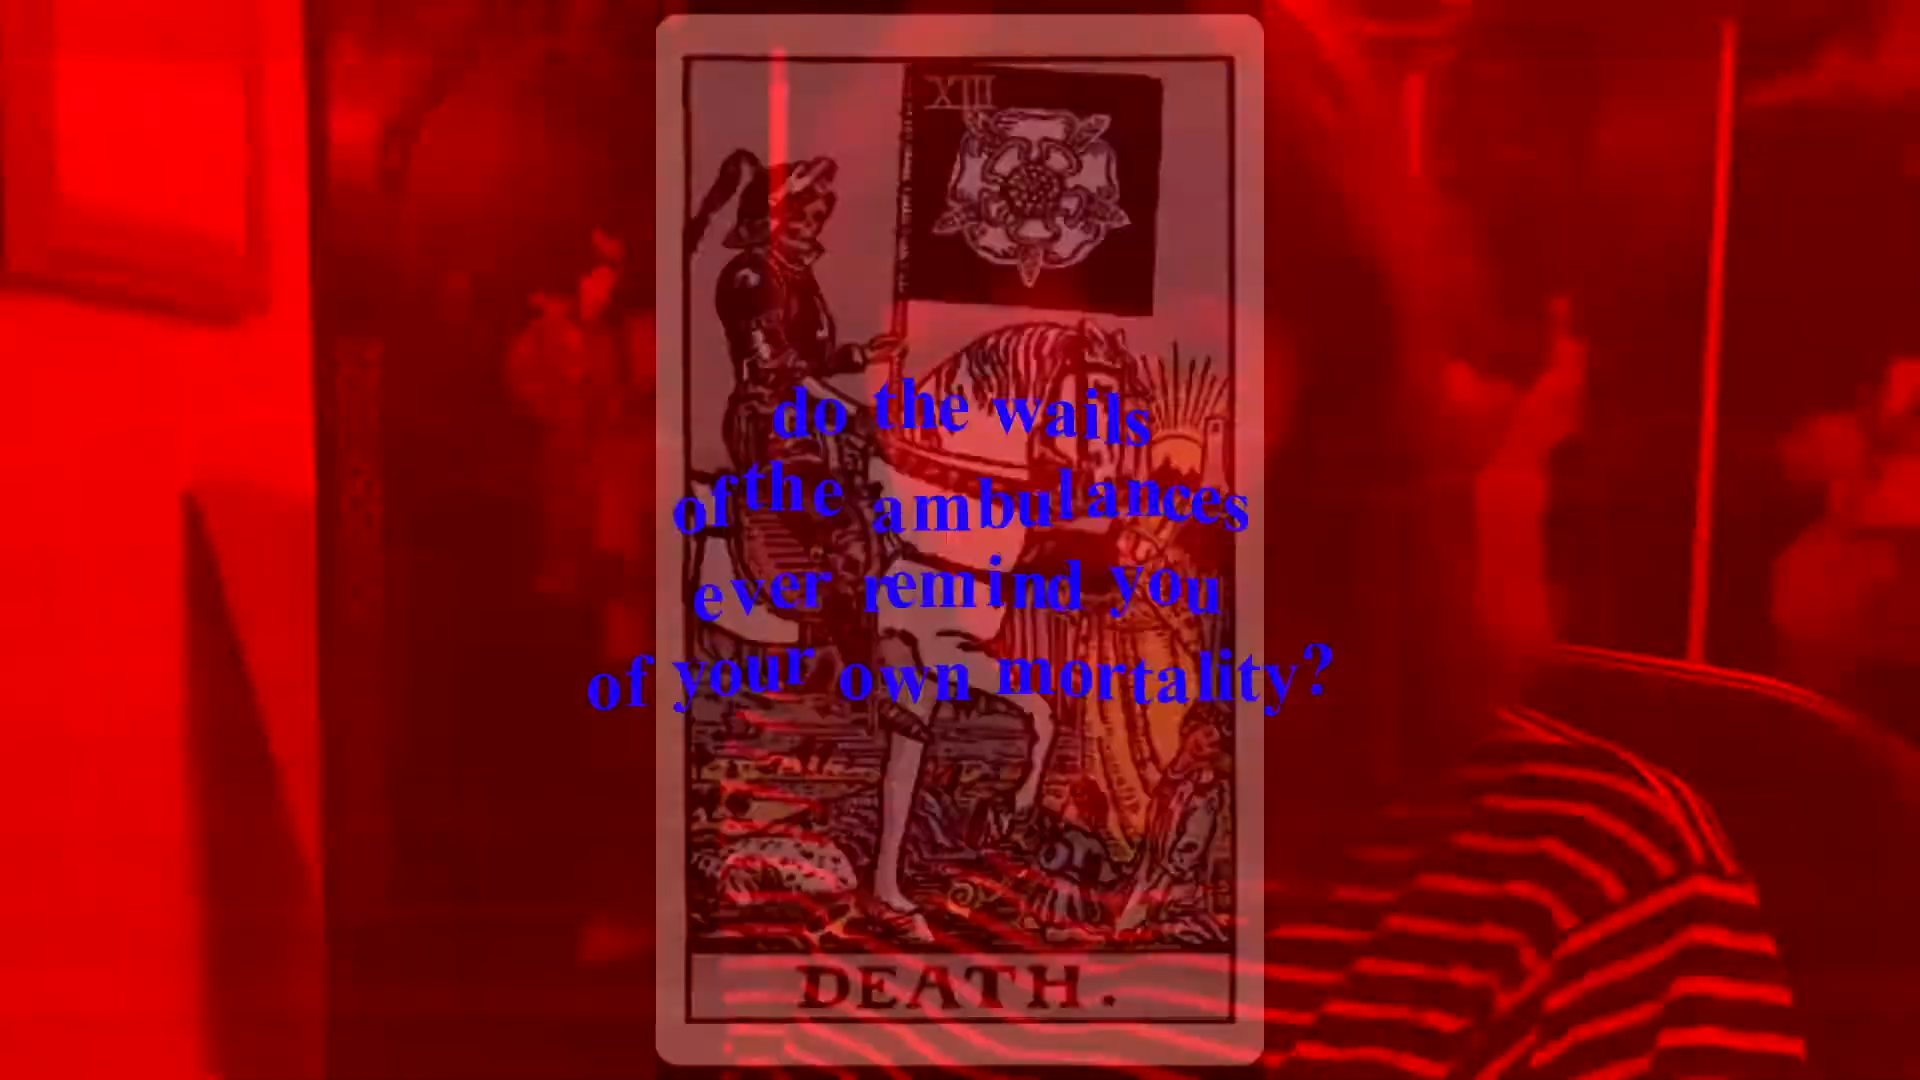 XIII
do the wails
of the ambulances
ever remind you
of your own mortality?
DEATH.